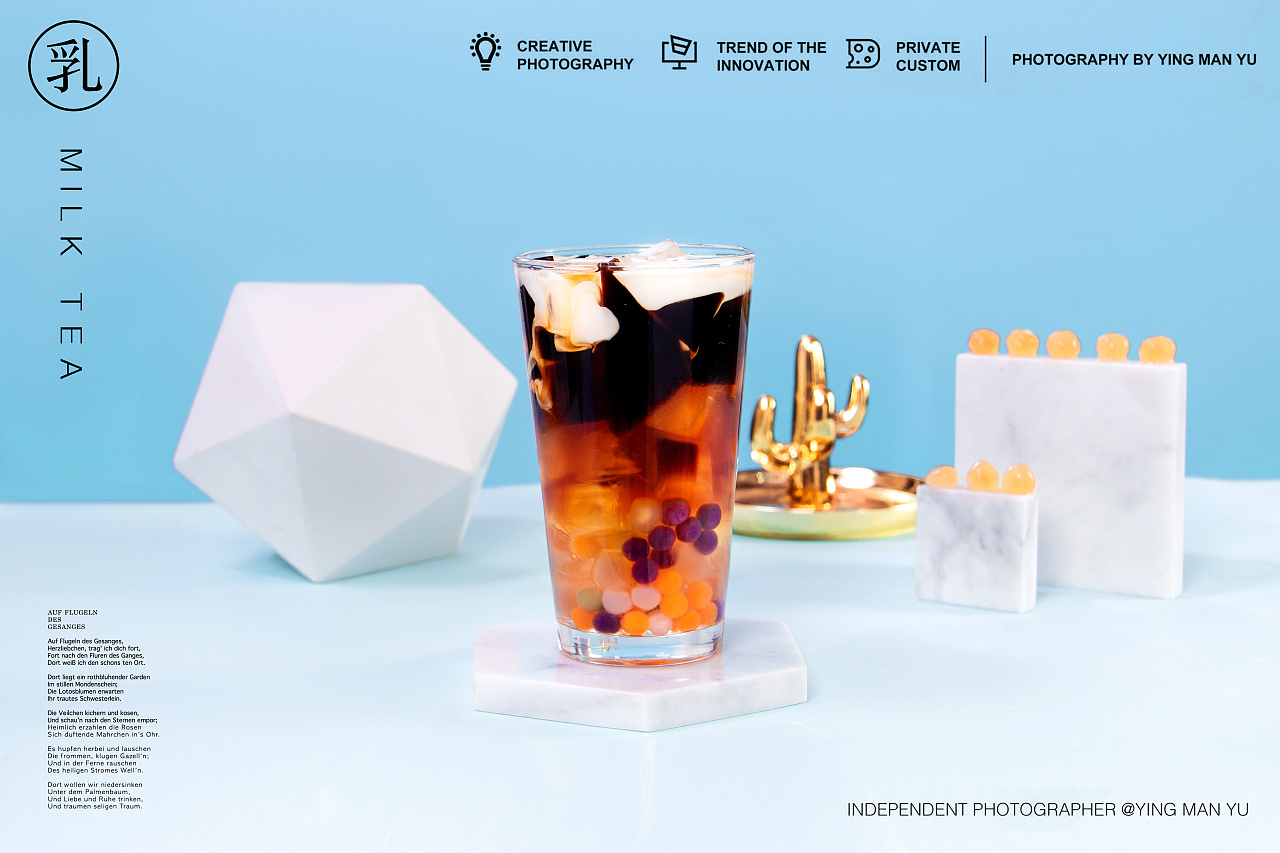 乳
MILK TEA
CREATIVE
PHOTOGRAPHY
TREND OF THE
INNOVATION
PRIVATE
CUSTOM
PHOTOGRAPHY BY YING MAN YU
AUF FLUGELN
DES
GESANGES
Auf Flugeln des Gesanges,
Herzliebchen, trag' ich dich fort,
Fort nach den Fluren des Ganges,
Dort weiß ich den schons ten Ort.
Dort liegt ein rothbluhender Garden
Im stillen Mondenschein;
Die Lotosblumen erwarten
Ihr trautes Schwesterlein.
Die Veilchen kichern und kosen,
Und schau'n nach den Sternen empor;
Heimlich erzahlen die Rosen
Sich duftende Mahrchen in's Ohr.
Es hupfen herbei und lauschen
Die frommen, klugen Gazell'n;
Und in der Ferne rauschen
Des heiligen Stromes Well'n.
Dort wollen wir niedersinken
Unter dem Palmenbaum,
Und Liebe und Ruhe trinken,
Und traumen seligen Traum.
INDEPENDENT PHOTOGRAPHER @YING MAN YU